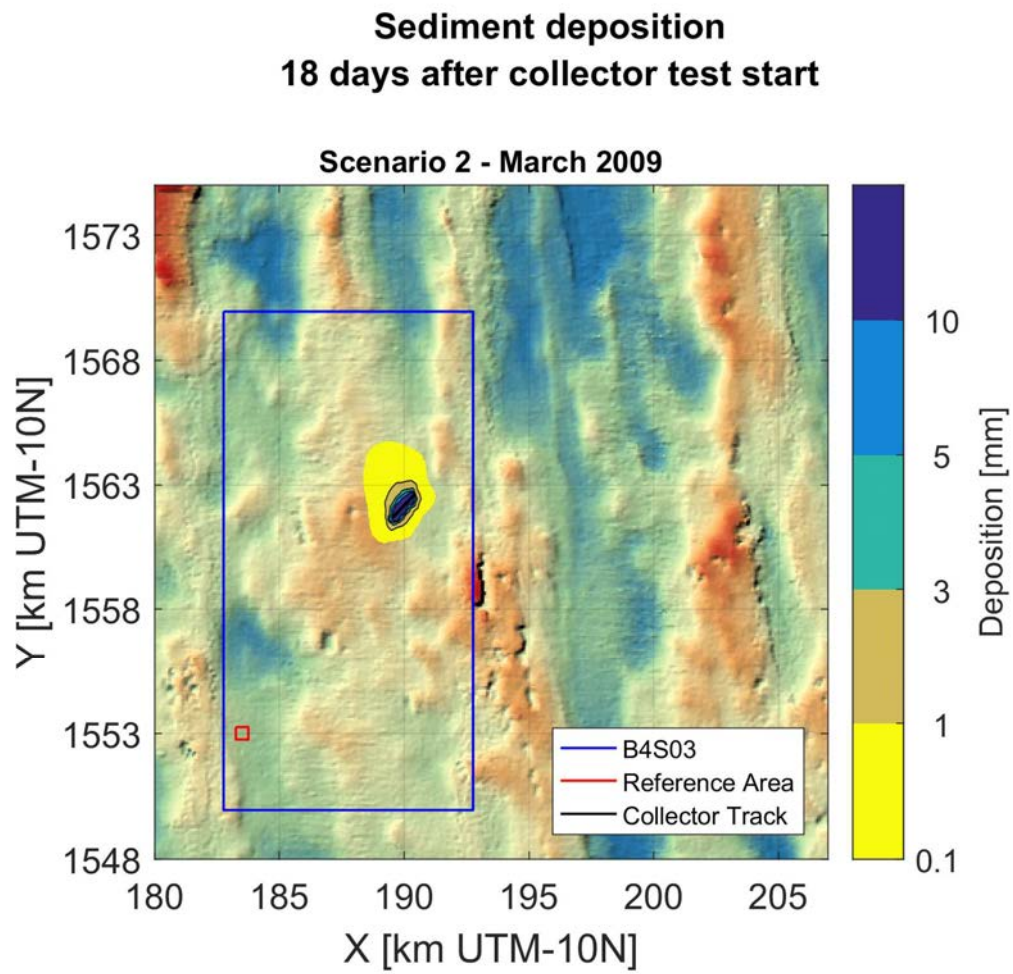 Sediment deposition
18 days after collector test start
Scenario 2 - March 2009
1573
1568
1563
1558
1553
1548
Y [km UTM-10N]
180
185
190
195
200
205
X [km UTM-10N]
B4S03
Reference Area
Collector Track
10
5
3
1
0.1
Deposition [mm]